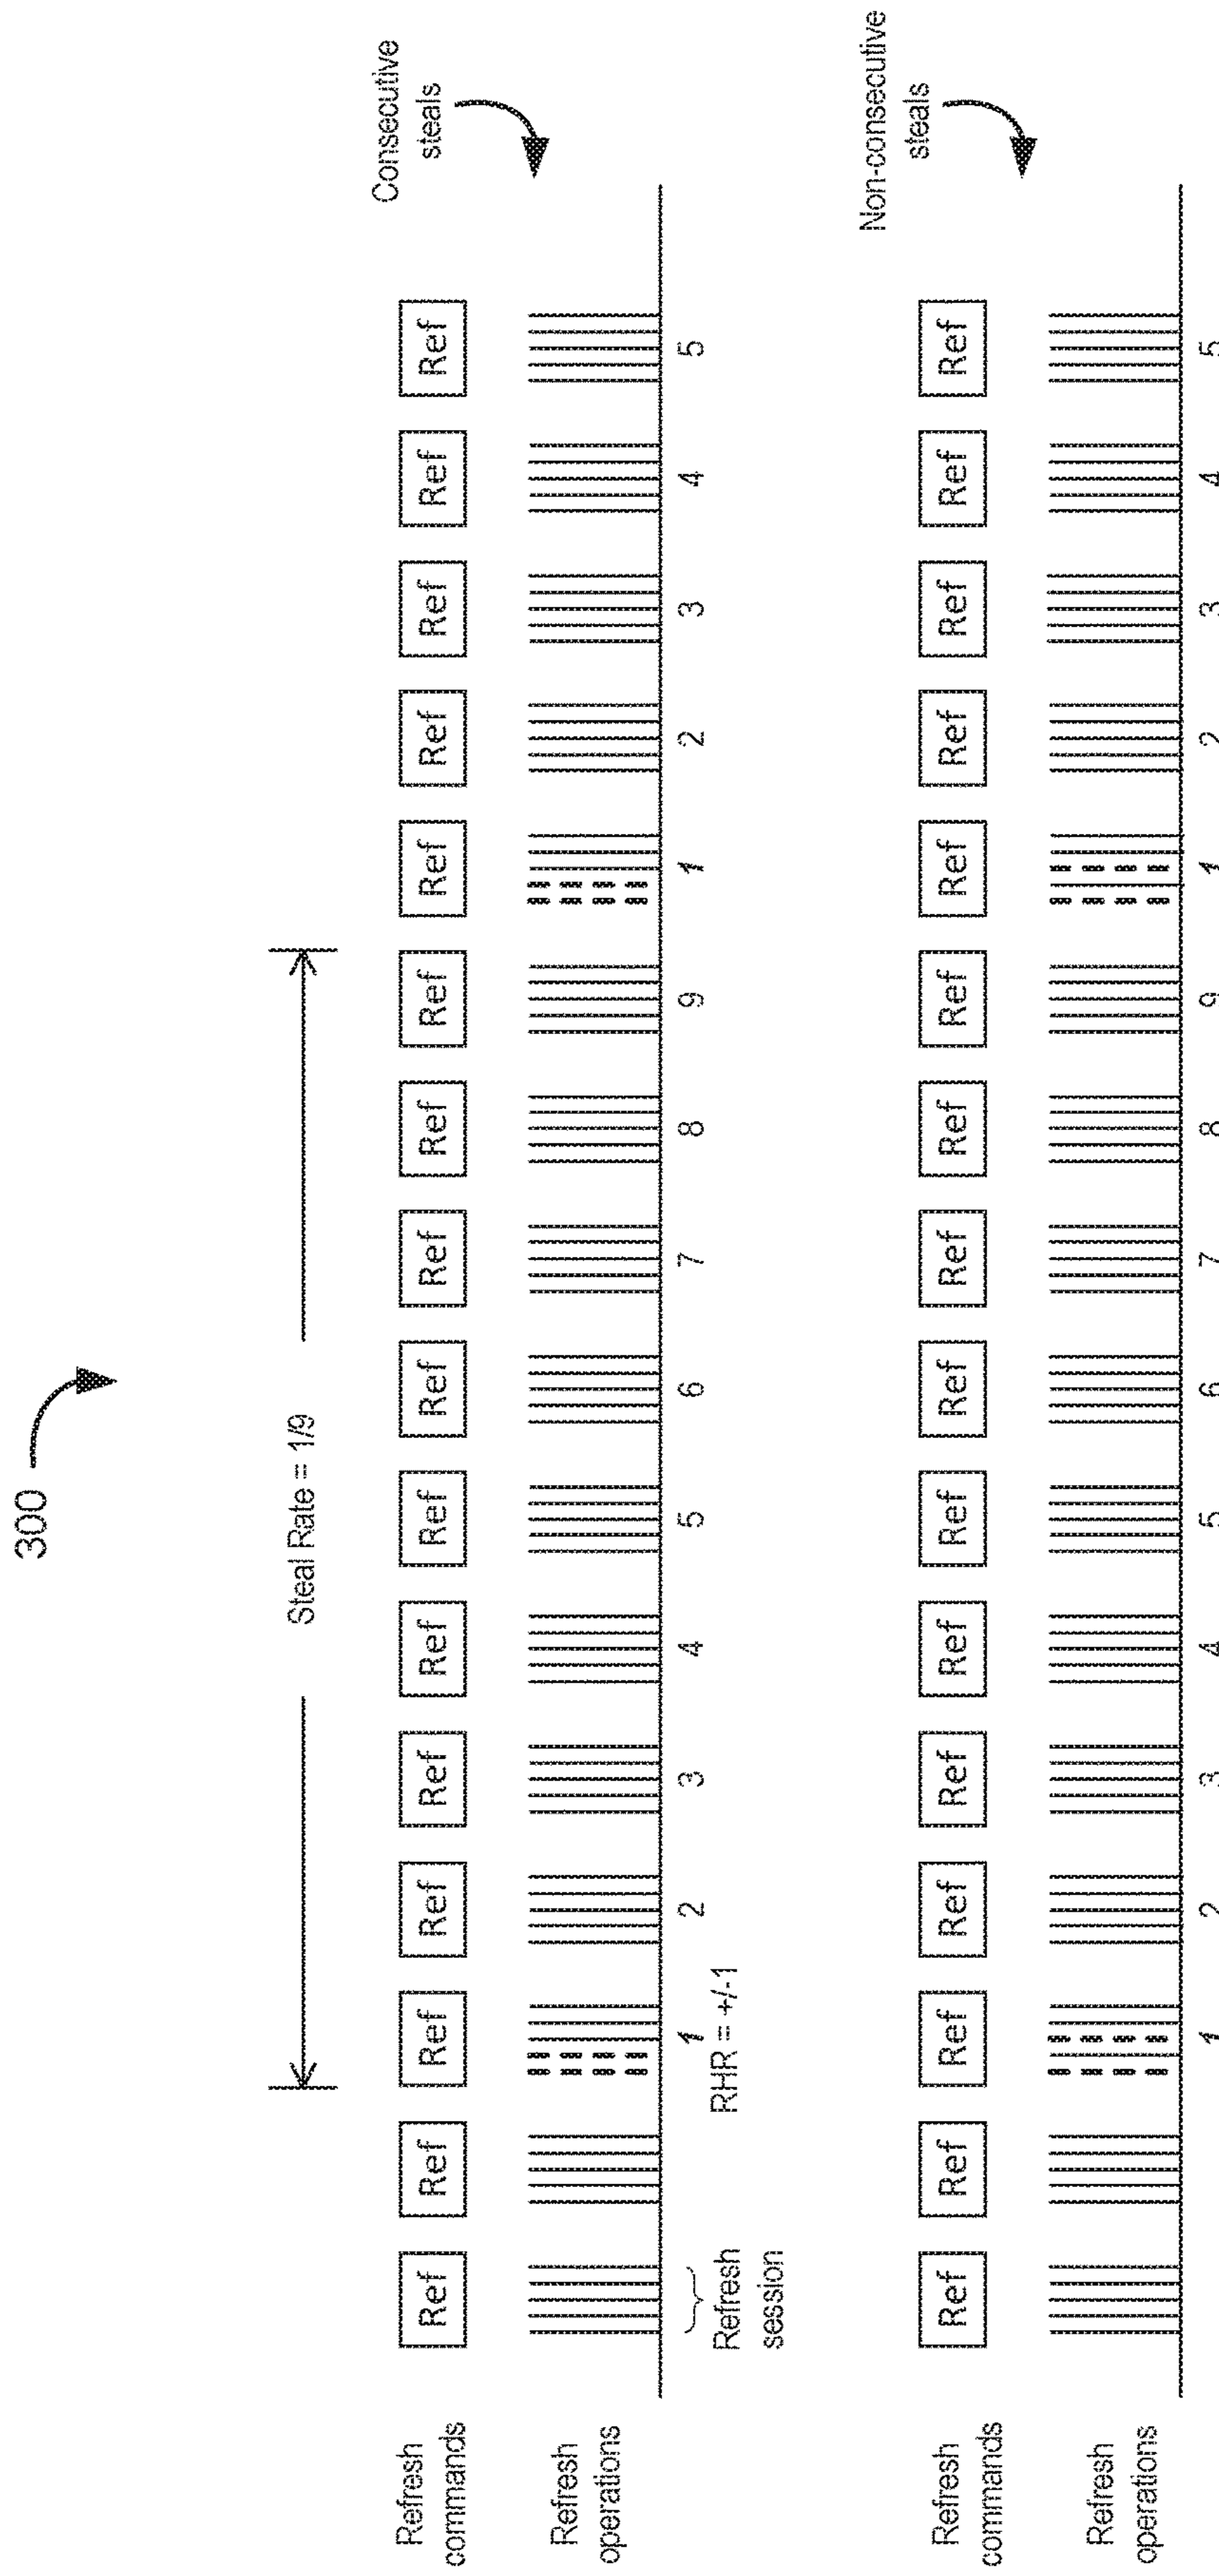 300
Steal Rate = 1/9
Consecutive
steals
Refresh
commands
Ref Ref Ref Ref Ref Ref Ref Ref Ref Ref Ref Ref Ref Ref Ref Ref
Refresh
operations
1 2 3 4 5 6 7 8 9 1 2 3 4 5
Refresh
session
RHR = +/-1
Non-consecutive
steals
Refresh
commands
Ref Ref Ref Ref Ref Ref Ref Ref Ref Ref Ref Ref Ref Ref Ref Ref
Refresh
operations
1 2 3 4 5 6 7 8 9 1 2 3 4 5